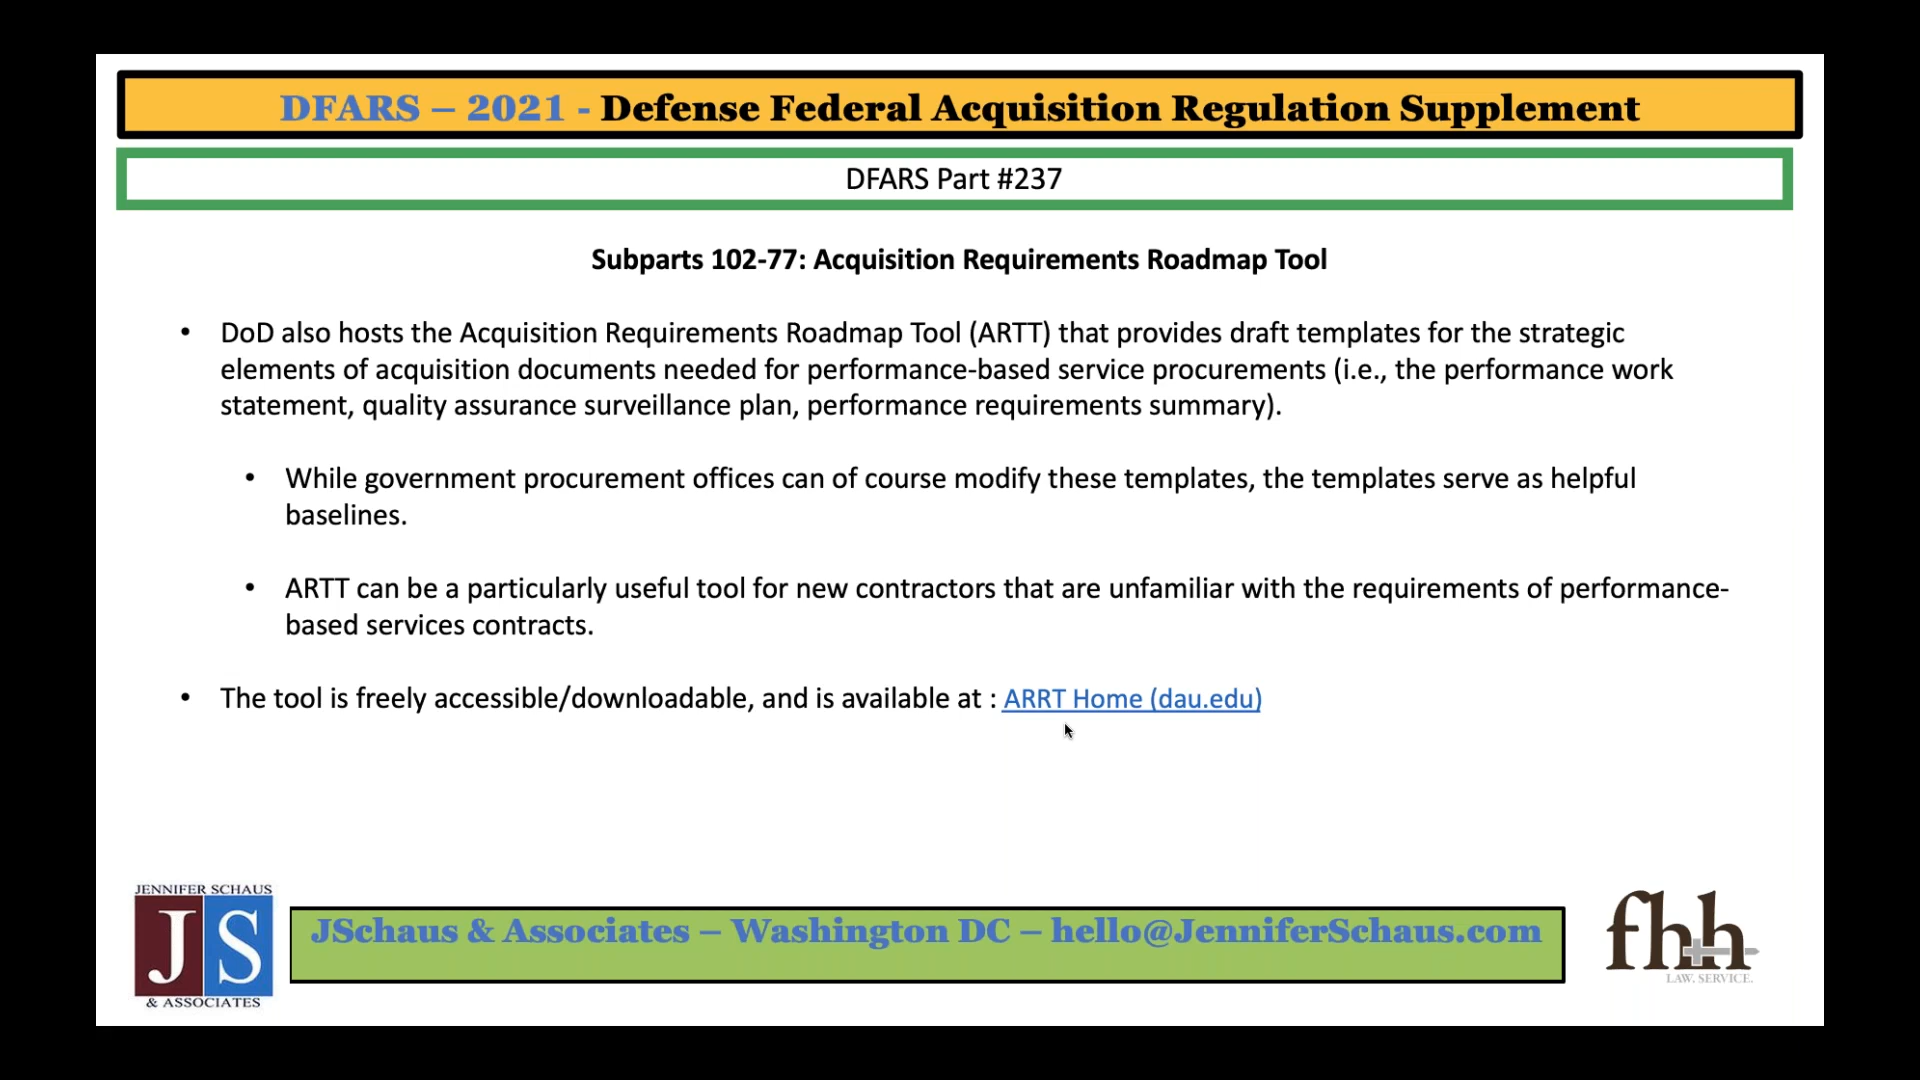 DFARS – 2021 - Defense Federal Acquisition Regulation Supplement
DFARS Part #237
Subparts 102-77: Acquisition Requirements Roadmap Tool
• DoD also hosts the Acquisition Requirements Roadmap Tool (ARTT) that provides draft templates for the strategic
elements of acquisition documents needed for performance-based service procurements (i.e., the performance work
statement, quality assurance surveillance plan, performance requirements summary).
• While government procurement offices can of course modify these templates, the templates serve as helpful
baselines.
• ARTT can be a particularly useful tool for new contractors that are unfamiliar with the requirements of performance-
based services contracts.
• The tool is freely accessible/downloadable, and is available at : ARRT Home (dau.edu)
JENNIFER SCHAUS
JS
& ASSOCIATES
JSchaus & Associates – Washington DC – hello@JenniferSchaus.com
fhh
LAW. SERVICE.